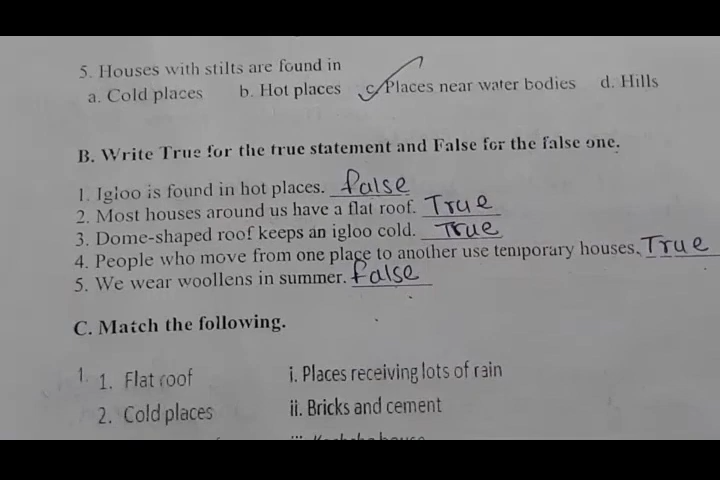 5. Houses with stilts are found in
a. Cold places b. Hot places c. Places near water bodies d. Hills
B. Write True for the true statement and False for the false one.
1. Igloo is found in hot places. false
2. Most houses around us have a flat roof. True
3. Dome-shaped roof keeps an igloo cold. True
4. People who move from one place to another use temporary houses. True
5. We wear woollens in summer. false
C. Match the following.
1. 1. Flat roof i. Places receiving lots of rain
2. Cold places ii. Bricks and cement